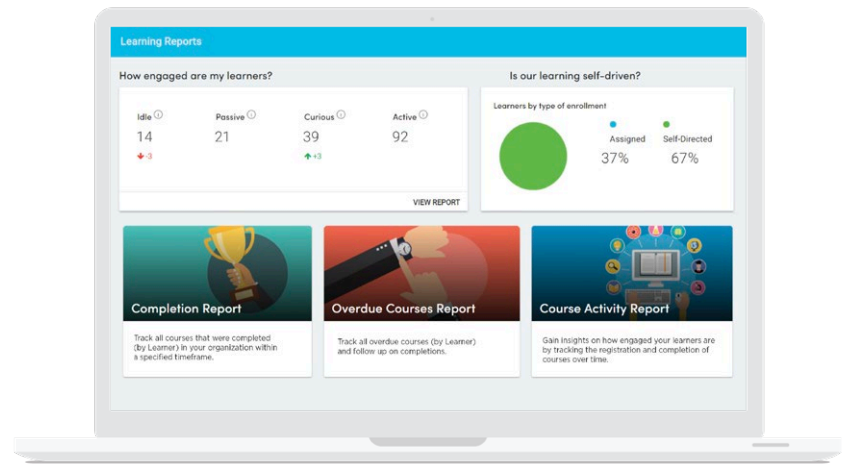 Learning Reports
How engaged are my learners?
Is our learning self-driven?
Idle
Passive
Curious
Active
14
21
39
92
-3
+3
VIEW REPORT
Learners by type of enrollment
Assigned
Self-Directed
37%
67%
Completion Report
Track all courses that were completed
(by Learner) in your organization within
a specified timeframe.
Overdue Courses Report
Track all overdue courses (by Learner)
and follow up on completions.
Course Activity Report
Gain insights on how engaged your learners are
by tracking the registration and completion of
courses over time.